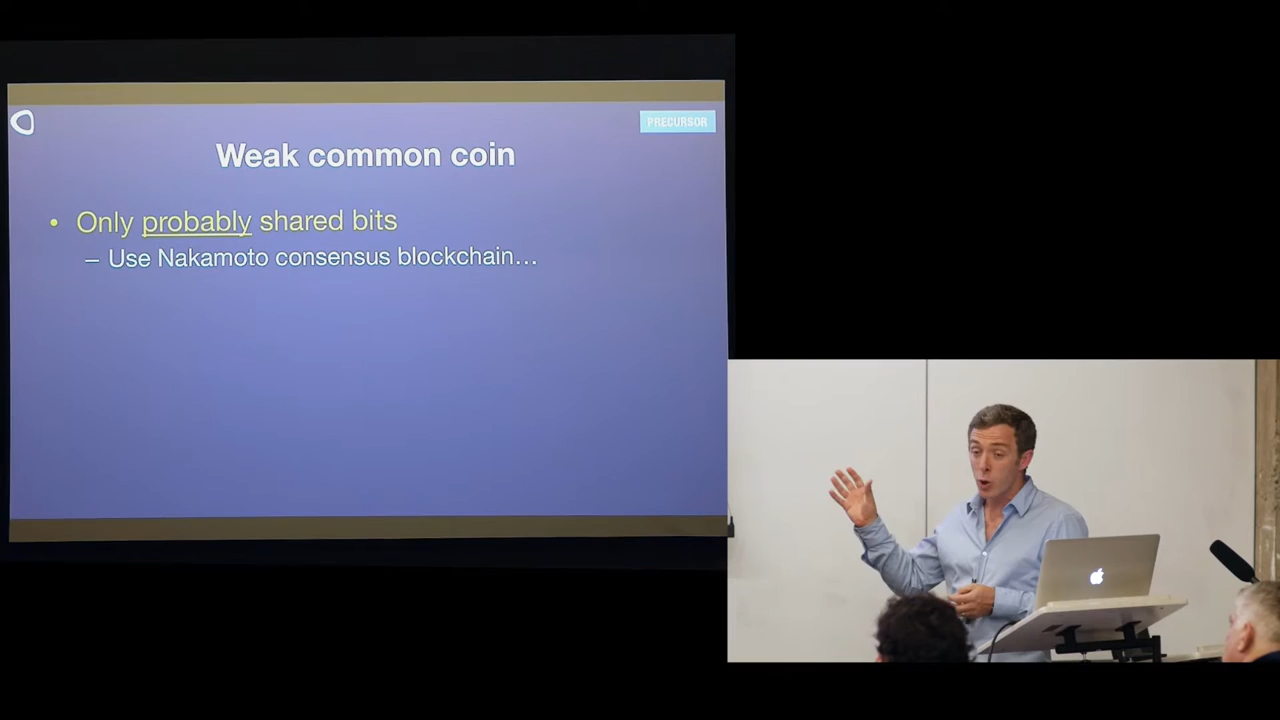 PRECURSOR
Weak common coin
• Only probably shared bits
– Use Nakamoto consensus blockchain…